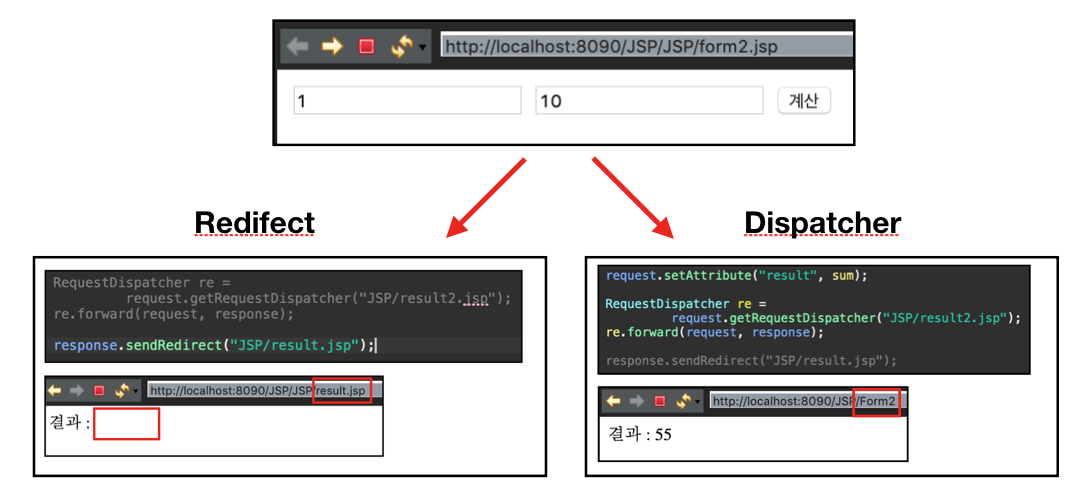 http://localhost:8090/JSP/JSP/form2.jsp
1
10
계산
Redifect
Dispatcher
RequestDispatcher re =
request.getRequestDispatcher("JSP/result2.jsp");
re.forward(request, response);
response.sendRedirect("JSP/result.jsp");
http://localhost:8090/JSP/JSP/result.jsp
결과 :
request.setAttribute("result", sum);
RequestDispatcher re =
request.getRequestDispatcher("JSP/result2.jsp");
re.forward(request, response);
response.sendRedirect("JSP/result.jsp");
http://localhost:8090/JSP/Form2
결과 : 55